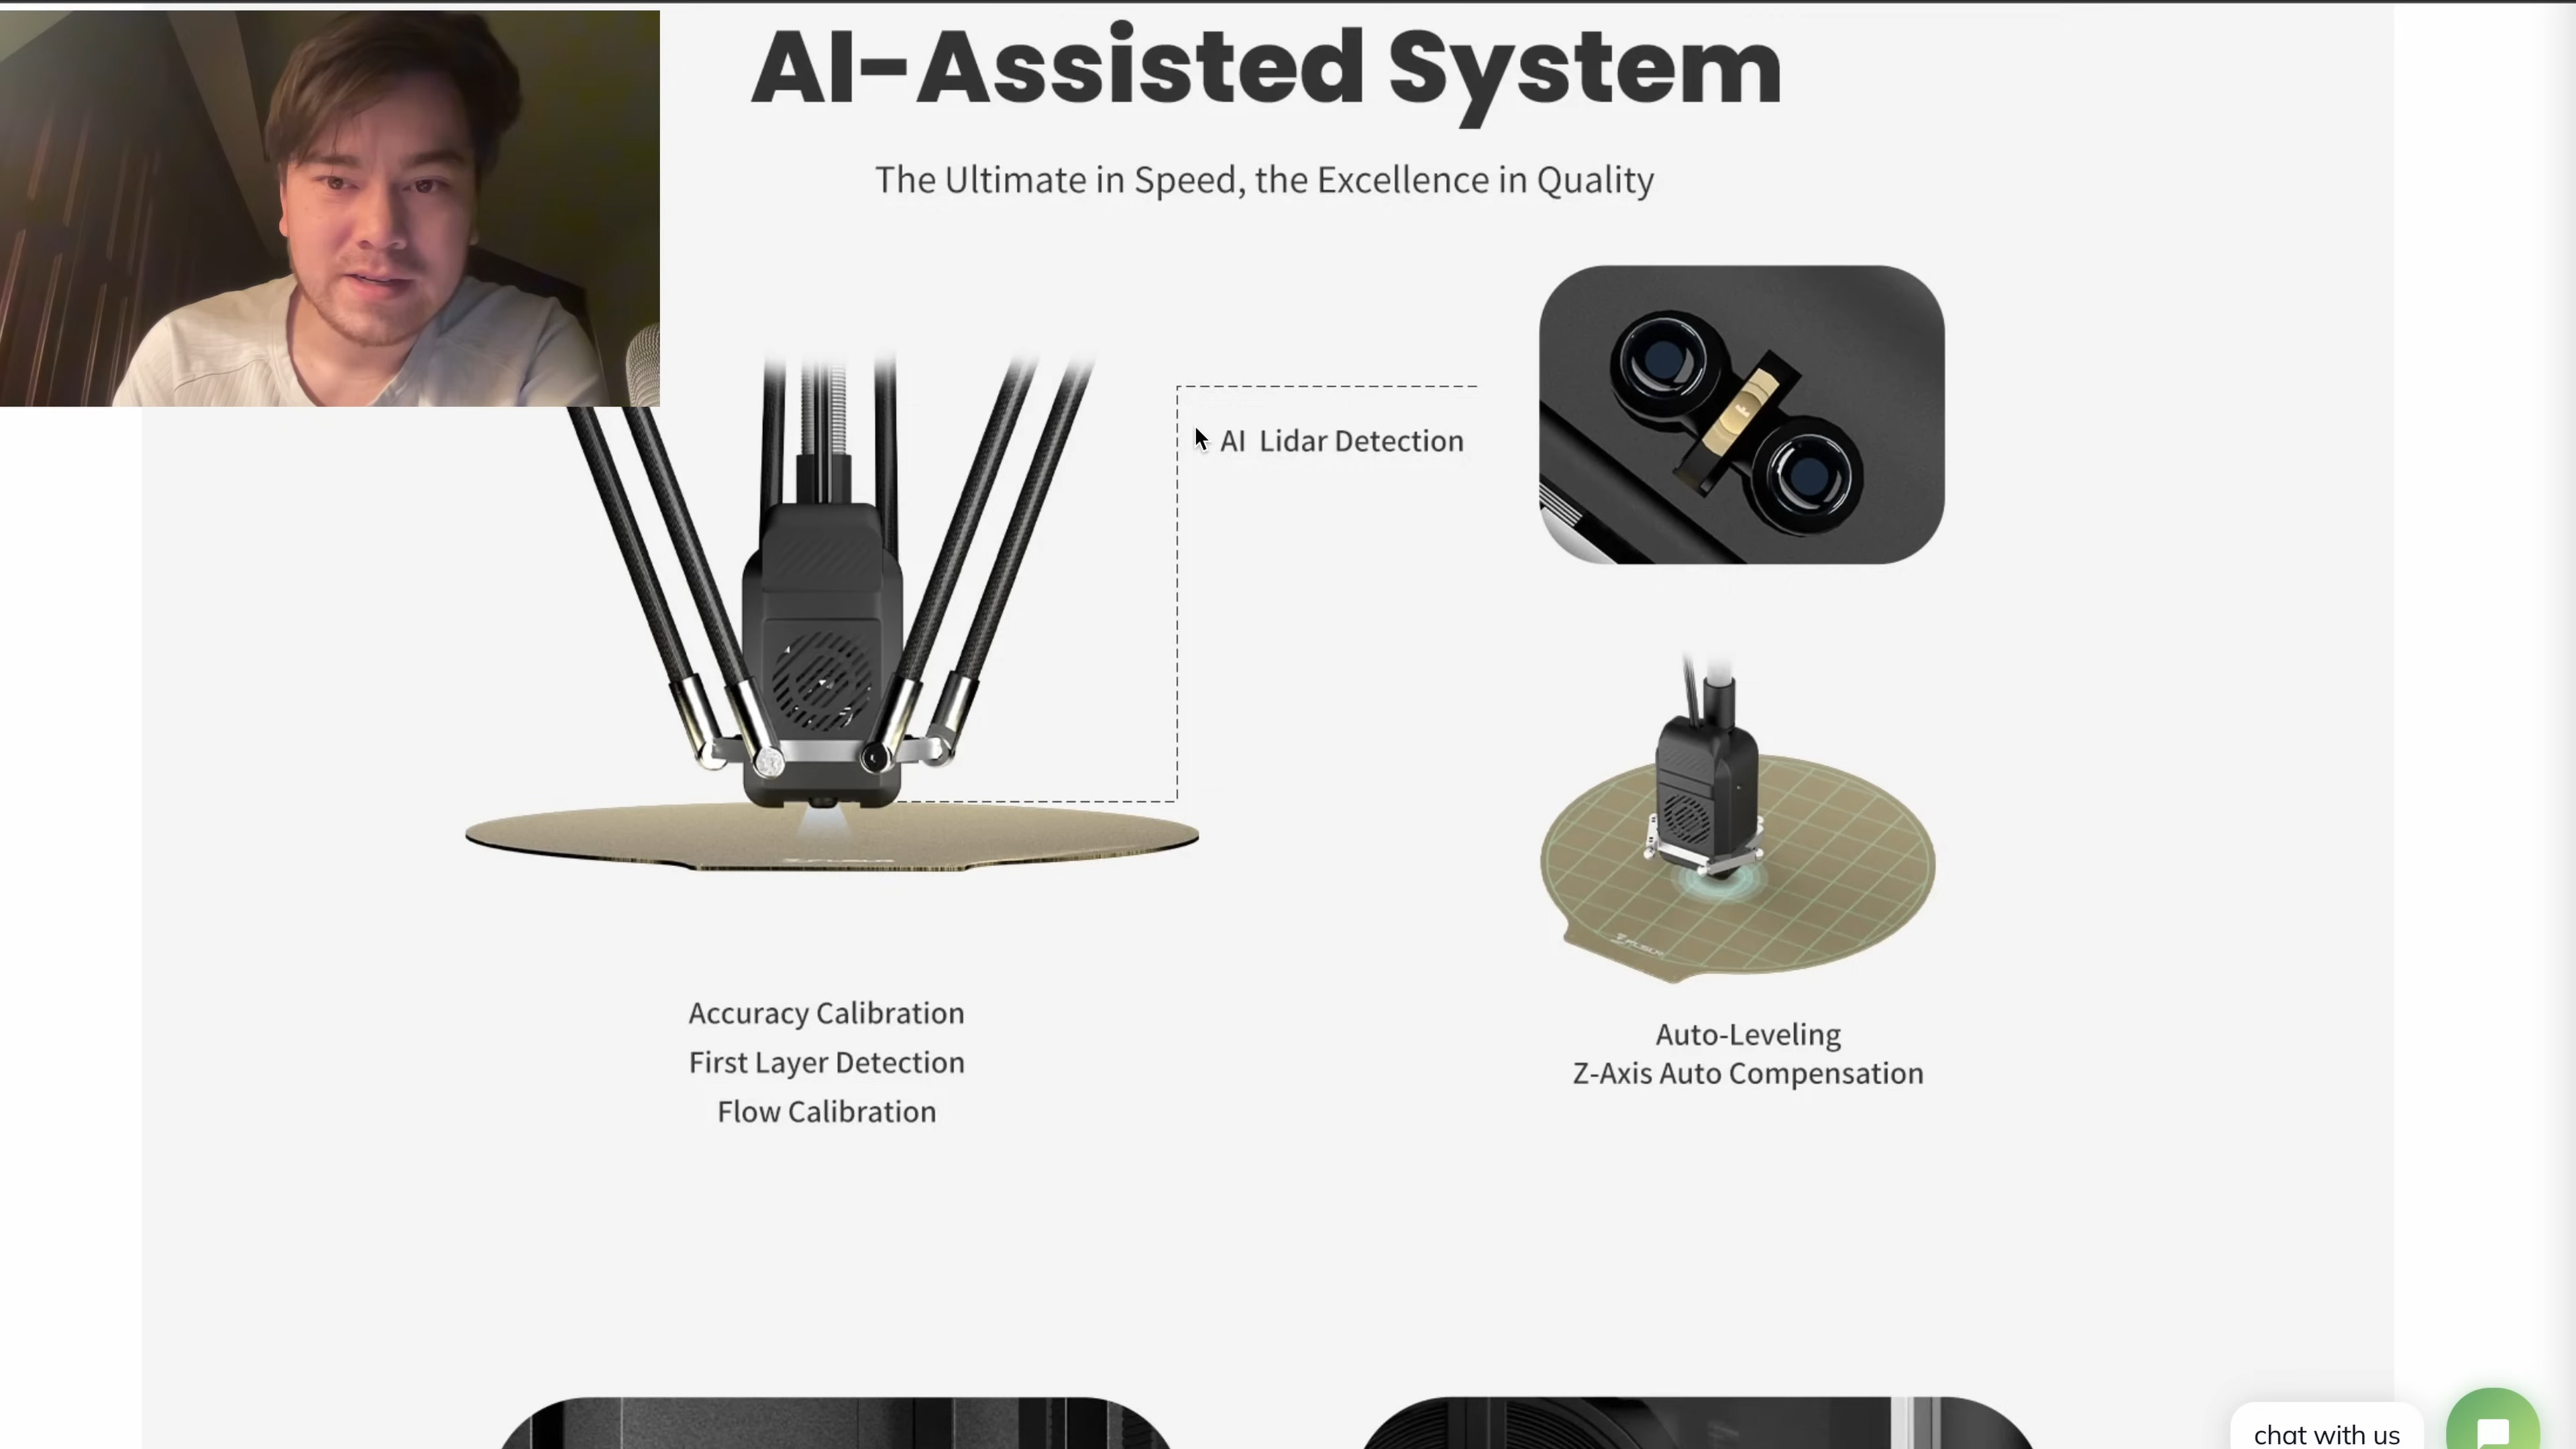 AI-Assisted System
The Ultimate in Speed, the Excellence in Quality
AI Lidar Detection
Accuracy Calibration
First Layer Detection
Flow Calibration
Auto-Leveling
Z-Axis Auto Compensation
chat with us